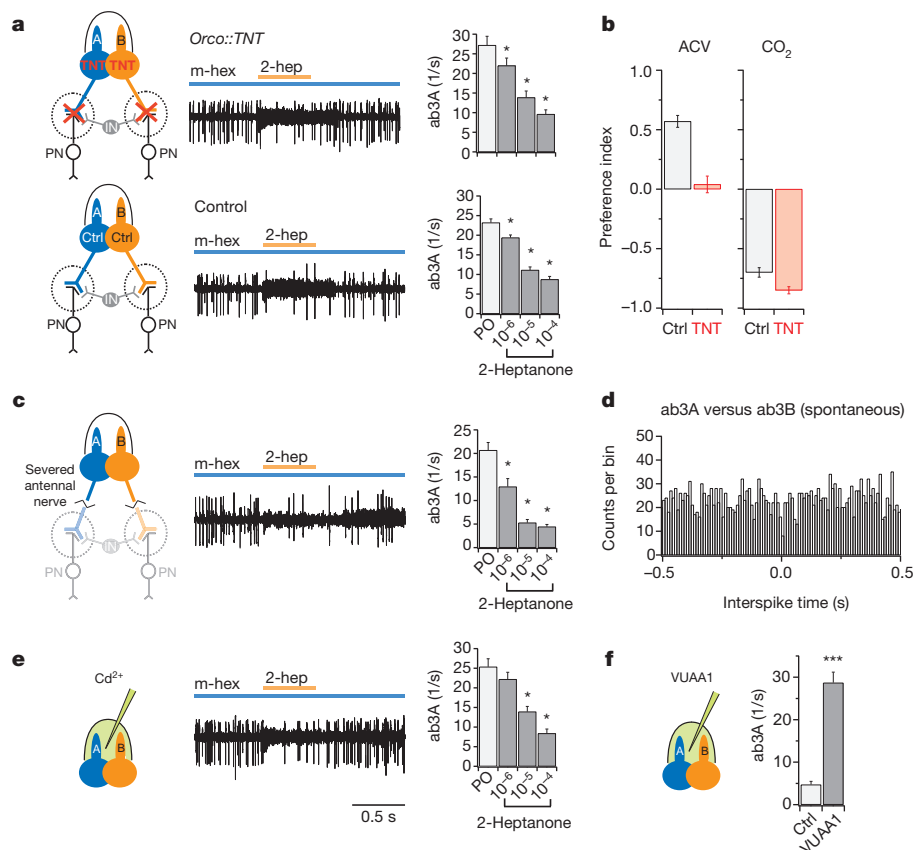 a
Orco::TNT
A B
TNT TNT
IN
PN PN
m-hex 2-hep
ab3A (1/s)
30
25
20
15
10
5
0
*
*
*
Control
A B
Ctrl Ctrl
IN
PN PN
m-hex 2-hep
ab3A (1/s)
30
25
20
15
10
5
0
*
*
*
PO 10⁻⁶ 10⁻⁵ 10⁻⁴
2-Heptanone
b
ACV CO₂
Preference index
1.0
0.5
0.0
−0.5
−1.0
Ctrl TNT Ctrl TNT
c
A B
Severed
antennal
nerve
IN
PN PN
m-hex 2-hep
ab3A (1/s)
25
20
15
10
5
0
*
*
*
PO 10⁻⁶ 10⁻⁵ 10⁻⁴
2-Heptanone
d
ab3A versus ab3B (spontaneous)
Counts per bin
50
40
30
20
10
0
−0.5 0.0 0.5
Interspike time (s)
e
Cd²⁺
A B
m-hex 2-hep
0.5 s
ab3A (1/s)
30
25
20
15
10
5
0
*
*
PO 10⁻⁶ 10⁻⁵ 10⁻⁴
2-Heptanone
f
VUAA1
A B
ab3A (1/s)
30
20
10
0
***
Ctrl VUAA1